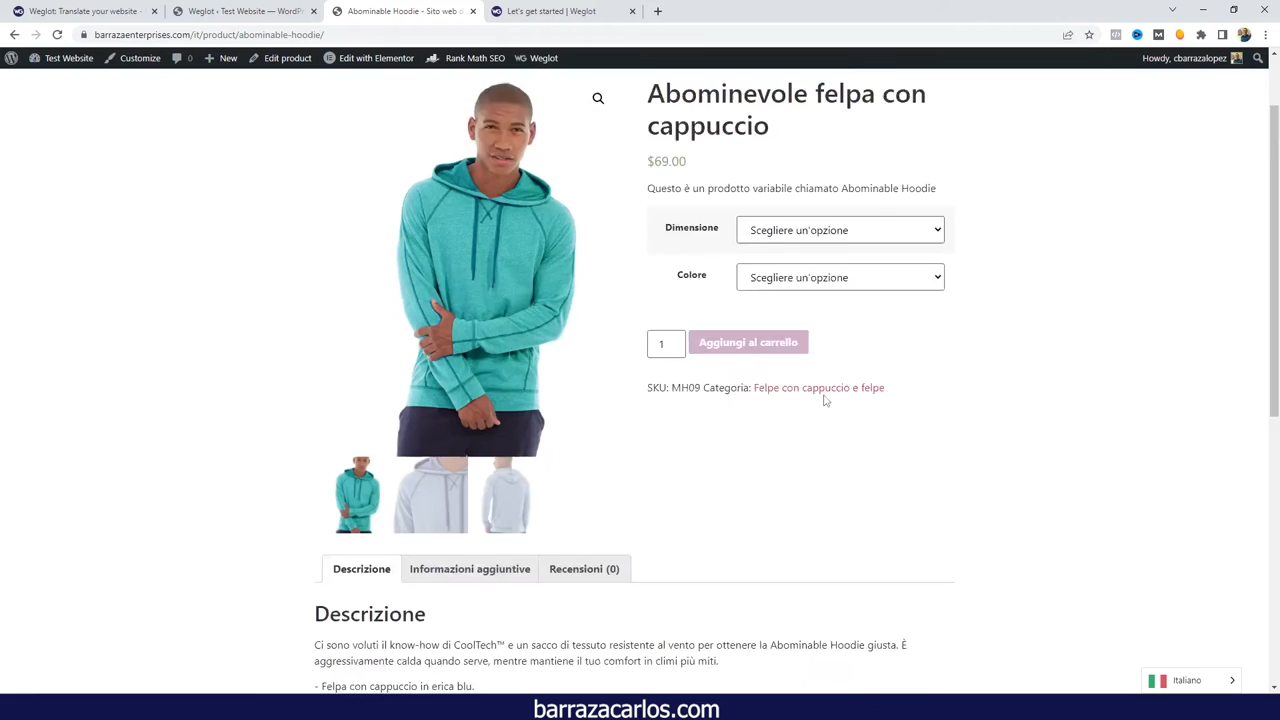 Weglot: Translate your website -
Weglot ‹ Test Website — WordPr
Abominable Hoodie - Sito web d
Let's get started | Weglot
barrazaenterprises.com/it/product/abominable-hoodie/
Test Website
Customize
0
New
Edit product
Edit with Elementor
Rank Math SEO
WG Weglot
Howdy, cbarrazalopez
Abominevole felpa con
cappuccio
$69.00
Questo è un prodotto variabile chiamato Abominable Hoodie
Dimensione
Scegliere un'opzione
Colore
Scegliere un'opzione
1
Aggiungi al carrello
SKU: MH09 Categoria: Felpe con cappuccio e felpe
Descrizione
Informazioni aggiuntive
Recensioni (0)
Descrizione
Ci sono voluti il know-how di CoolTech™ e un sacco di tessuto resistente al vento per ottenere la Abominable Hoodie giusta. È
aggressivamente calda quando serve, mentre mantiene il tuo comfort in climi più miti.
- Felpa con cappuccio in erica blu.
Italiano
barrazacarlos.com